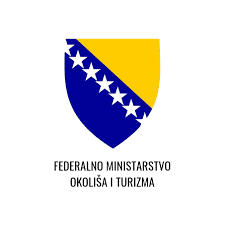 FEDERALNO MINISTARSTVO
OKOLIŠA I TURIZMA